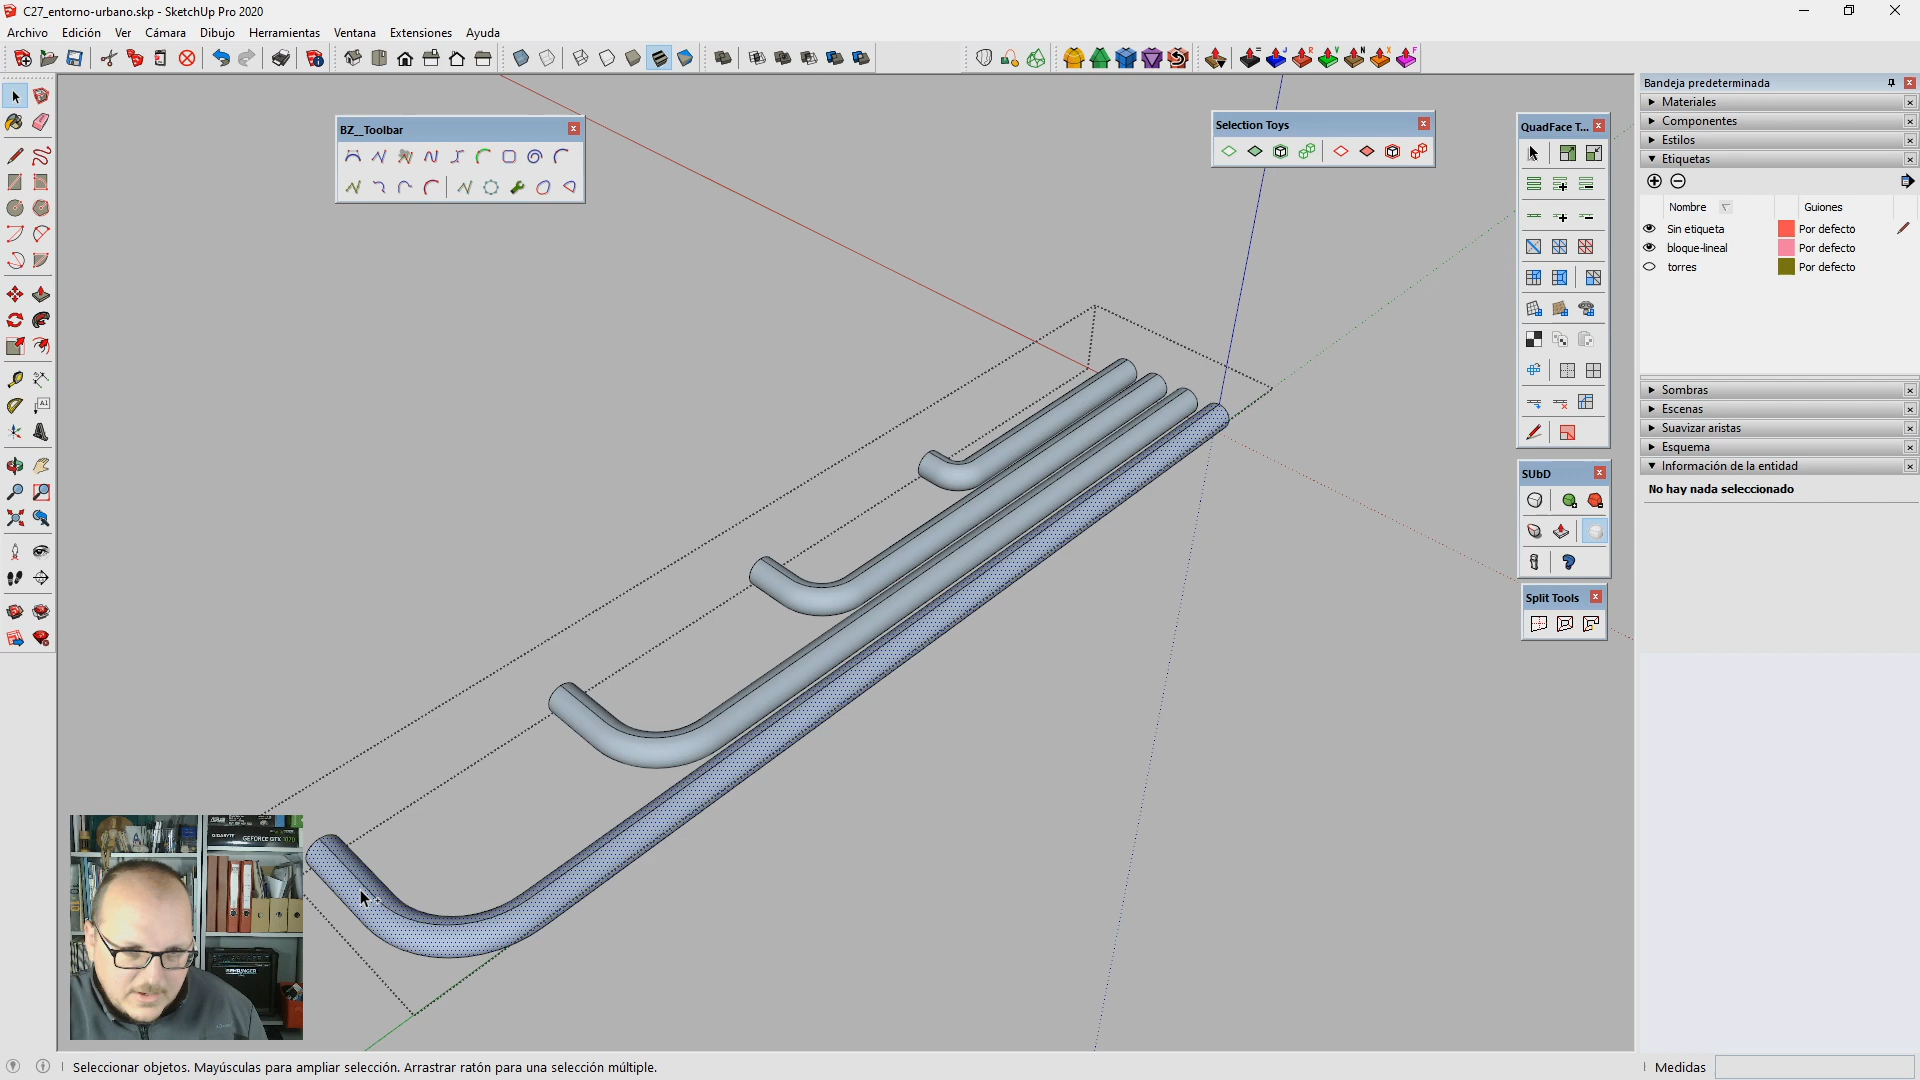 C27_entorno-urbano.skp - SketchUp Pro 2020
Archivo Edición Ver Cámara Dibujo Herramientas Ventana Extensiones Ayuda
Bandeja predeterminada
Materiales
Componentes
Estilos
Etiquetas
Nombre Guiones
Sin etiqueta Por defecto
bloque-lineal Por defecto
torres Por defecto
Sombras
Escenas
Suavizar aristas
Esquema
Información de la entidad
No hay nada seleccionado
BZ__Toolbar
Selection Toys
QuadFace T...
SUbD
Split Tools
GEFORCE GTX
Seleccionar objetos. Mayúsculas para ampliar selección. Arrastrar ratón para una selección múltiple.
Medidas